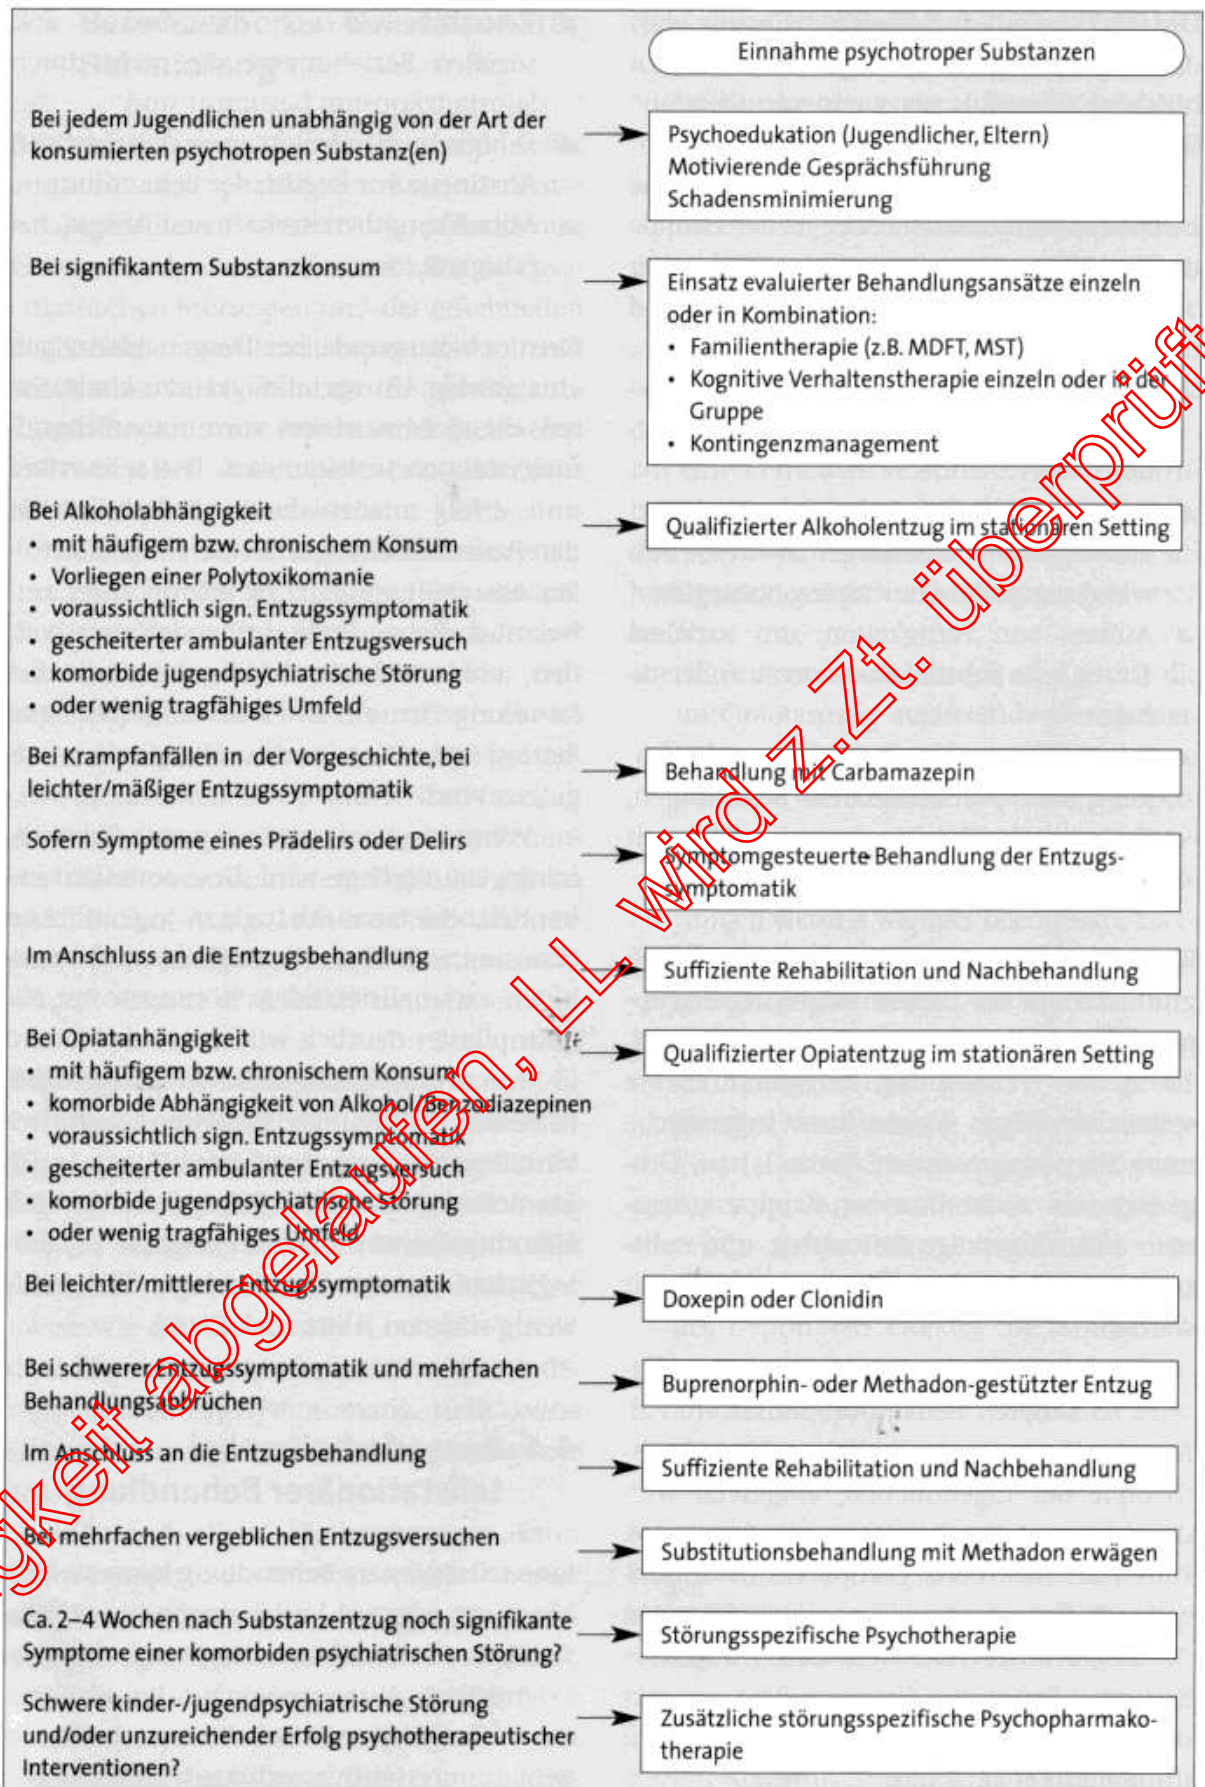 Einnahme psychotroper Substanzen
Bei jedem Jugendlichen unabhängig von der Art der
konsumierten psychotropen Substanz(en)
Psychoedukation (Jugendlicher, Eltern)
Motivierende Gesprächsführung
Schadensminimierung
Bei signifikantem Substanzkonsum
Einsatz evaluierter Behandlungsansätze einzeln
oder in Kombination:
• Familientherapie (z.B. MDFT, MST)
• Kognitive Verhaltenstherapie einzeln oder in der
Gruppe
• Kontingenzmanagement
Bei Alkoholabhängigkeit
• mit häufigem bzw. chronischem Konsum
• Vorliegen einer Polytoxikomanie
• voraussichtlich sign. Entzugssymptomatik
• gescheiterter ambulanter Entzugsversuch
• komorbide jugendpsychiatrische Störung
• oder wenig tragfähiges Umfeld
Qualifizierter Alkoholentzug im stationären Setting
Bei Krampfanfällen in der Vorgeschichte, bei
leichter/mäßiger Entzugssymptomatik
Behandlung mit Carbamazepin
Sofern Symptome eines Prädelirs oder Delirs
Symptomgesteuerte Behandlung der Entzugs-
symptomatik
Im Anschluss an die Entzugsbehandlung
Suffiziente Rehabilitation und Nachbehandlung
Bei Opiatanhängigkeit
• mit häufigem bzw. chronischem Konsum
• komorbide Abhängigkeit von Alkohol/Benzodiazepinen
• voraussichtlich sign. Entzugssymptomatik
• gescheiterter ambulanter Entzugsversuch
• komorbide jugendpsychiatrische Störung
• oder wenig tragfähiges Umfeld
Qualifizierter Opiatentzug im stationären Setting
Bei leichter/mittlerer Entzugssymptomatik
Doxepin oder Clonidin
Bei schwerer Entzugssymptomatik und mehrfachen
Behandlungsabbrüchen
Buprenorphin- oder Methadon-gestützter Entzug
Im Anschluss an die Entzugsbehandlung
Suffiziente Rehabilitation und Nachbehandlung
Bei mehrfachen vergeblichen Entzugsversuchen
Substitutionsbehandlung mit Methadon erwägen
Ca. 2–4 Wochen nach Substanzentzug noch signifikante
Symptome einer komorbiden psychiatrischen Störung?
Störungsspezifische Psychotherapie
Schwere kinder-/jugendpsychiatrische Störung
und/oder unzureichender Erfolg psychotherapeutischer
Interventionen?
Zusätzliche störungsspezifische Psychopharmako-
therapie
gkeit abgelaufen, LL wird z.Zt. überprüft